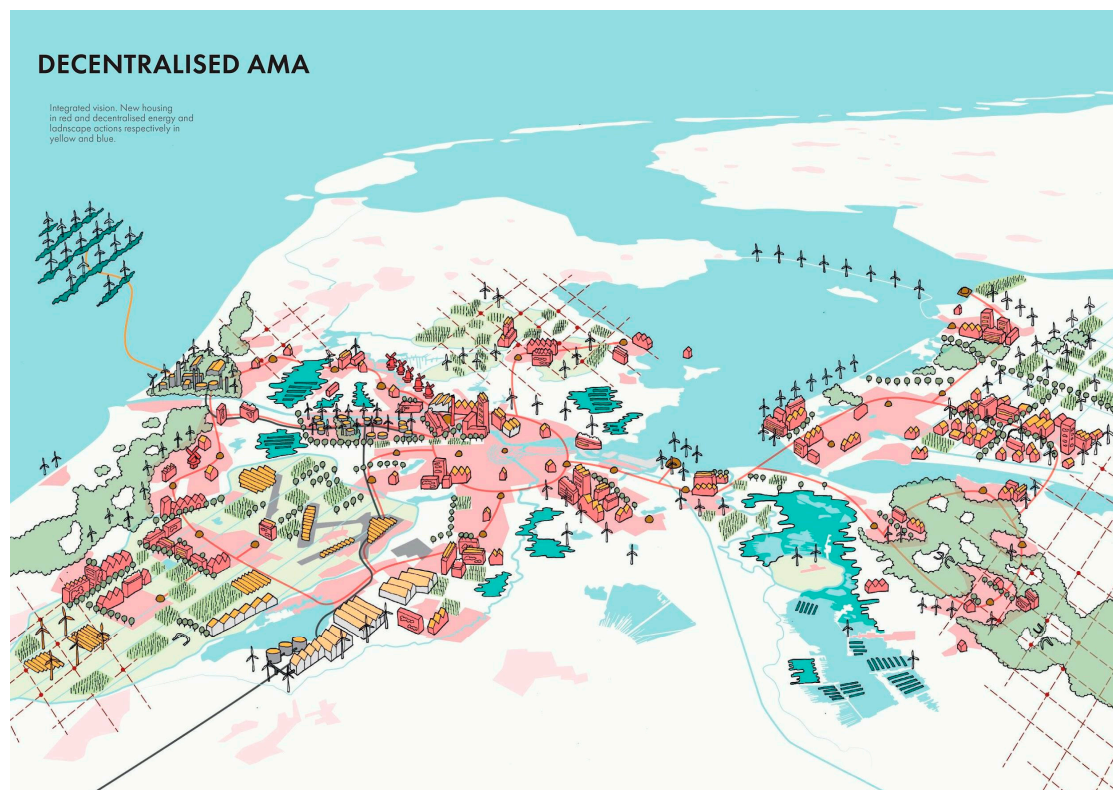 DECENTRALISED AMA
Integrated vision. New housing
in red and decentralised energy and
ladnscape actions respectively in
yellow and blue.